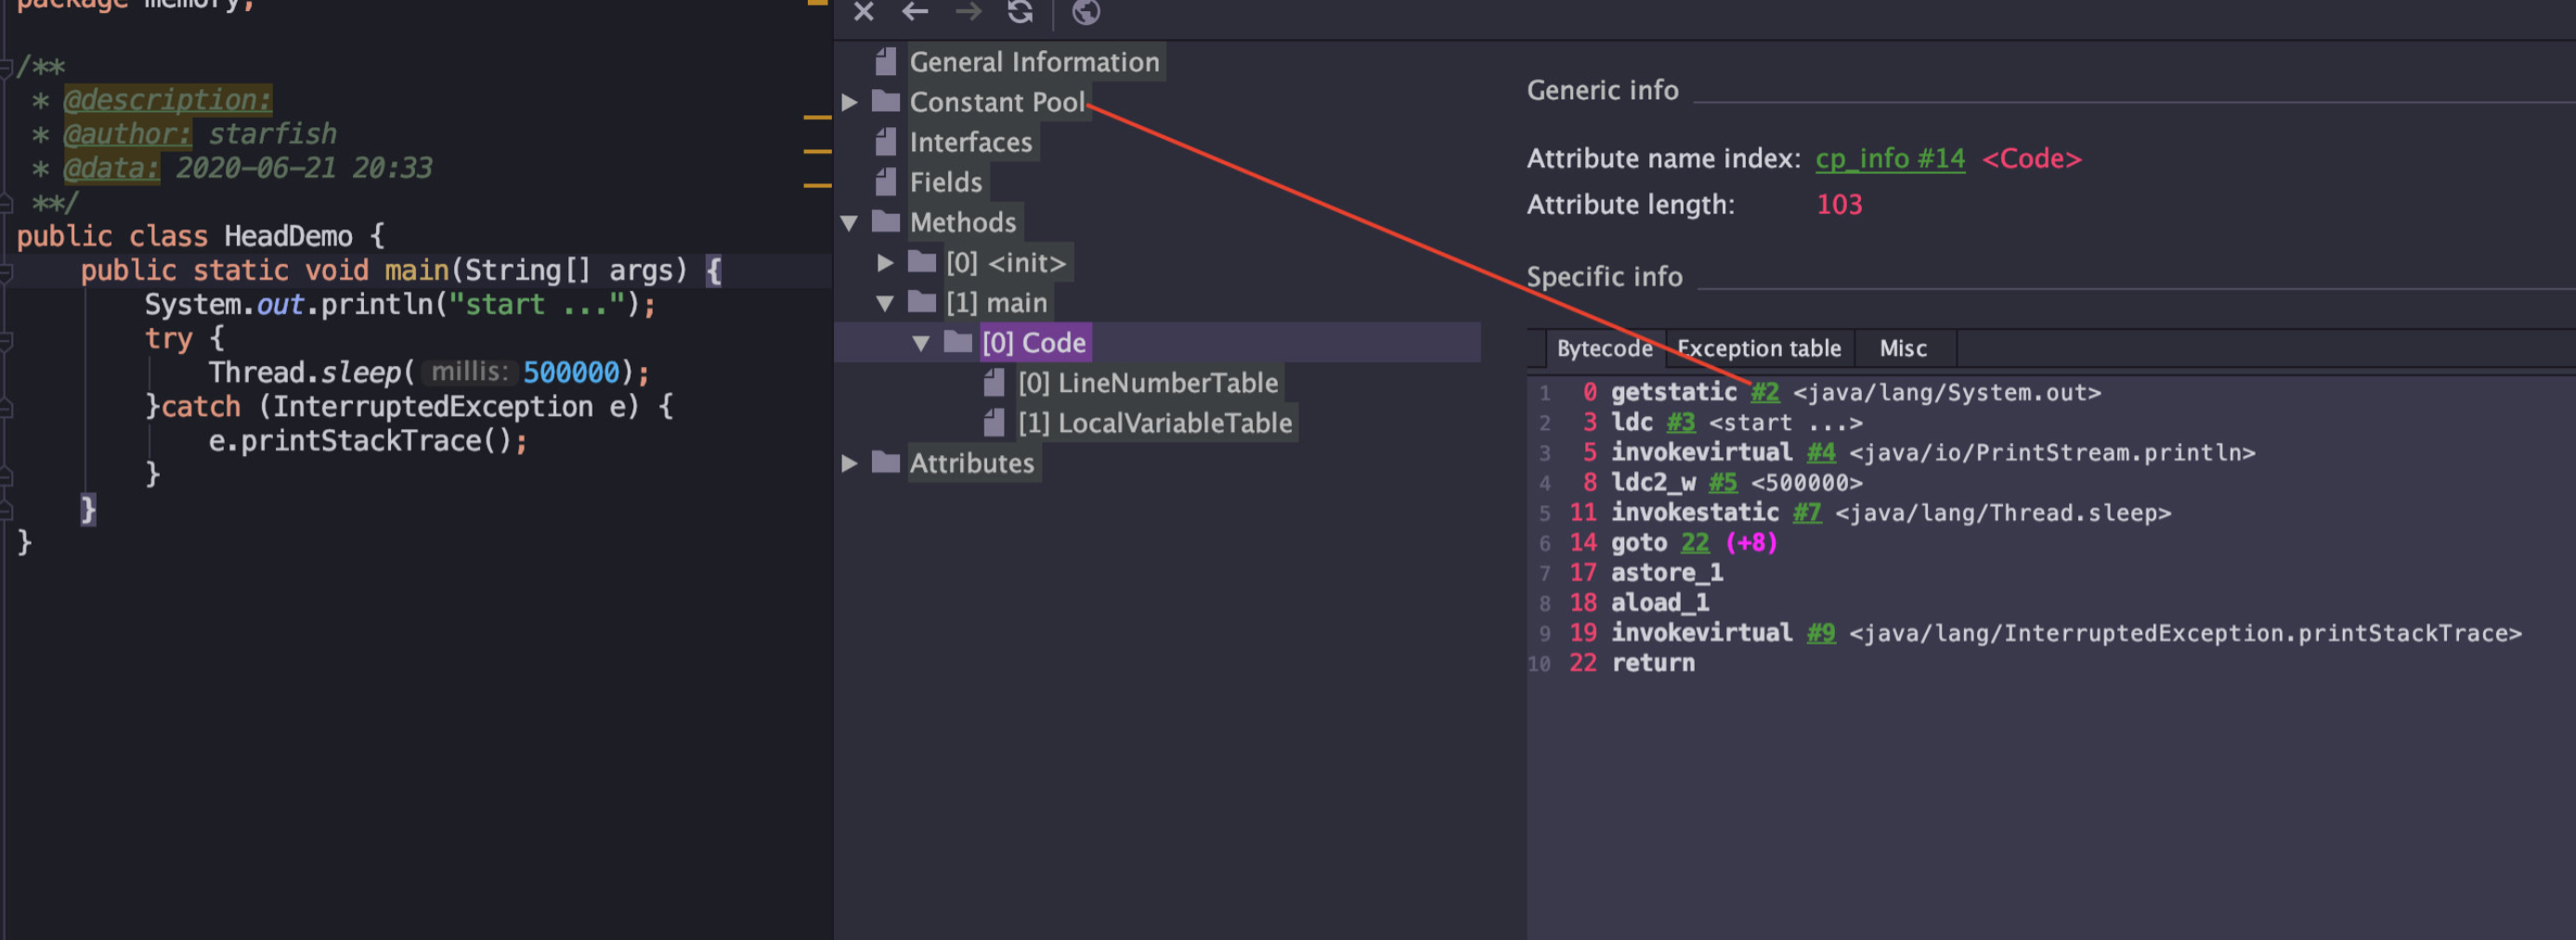 package memory;
/**
* @description:
* @author: starfish
* @data: 2020-06-21 20:33
**/
public class HeadDemo {
public static void main(String[] args) {
System.out.println("start ...");
try {
Thread.sleep( millis: 500000);
}catch (InterruptedException e) {
e.printStackTrace();
}
}
}
General Information
Constant Pool
Interfaces
Fields
Methods
[0] <init>
[1] main
[0] Code
[0] LineNumberTable
[1] LocalVariableTable
Attributes
Generic info
Attribute name index: cp_info #14 <Code>
Attribute length: 103
Specific info
Bytecode Exception table Misc
1 0 getstatic #2 <java/lang/System.out>
2 3 ldc #3 <start ...>
3 5 invokevirtual #4 <java/io/PrintStream.println>
4 8 ldc2_w #5 <500000>
5 11 invokestatic #7 <java/lang/Thread.sleep>
6 14 goto 22 (+8)
7 17 astore_1
8 18 aload_1
9 19 invokevirtual #9 <java/lang/InterruptedException.printStackTrace>
10 22 return